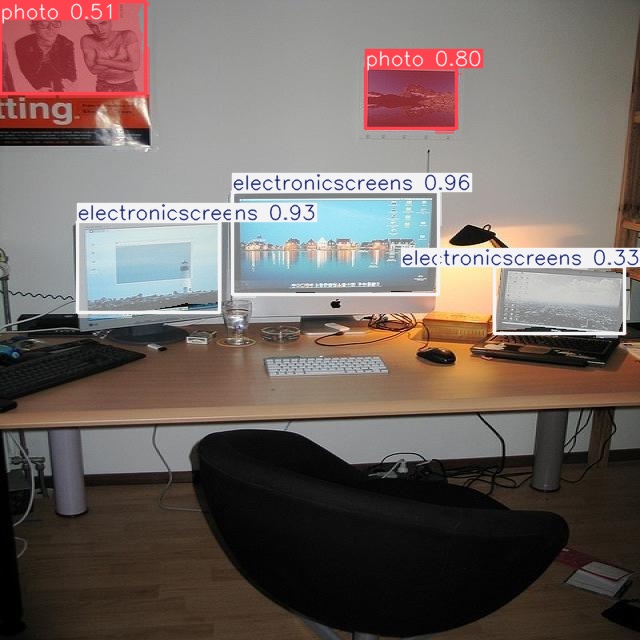 photo 0.51
photo 0.80
tting
electronicscreens 0.96
electronicscreens 0.93
electronicscreens 0.33